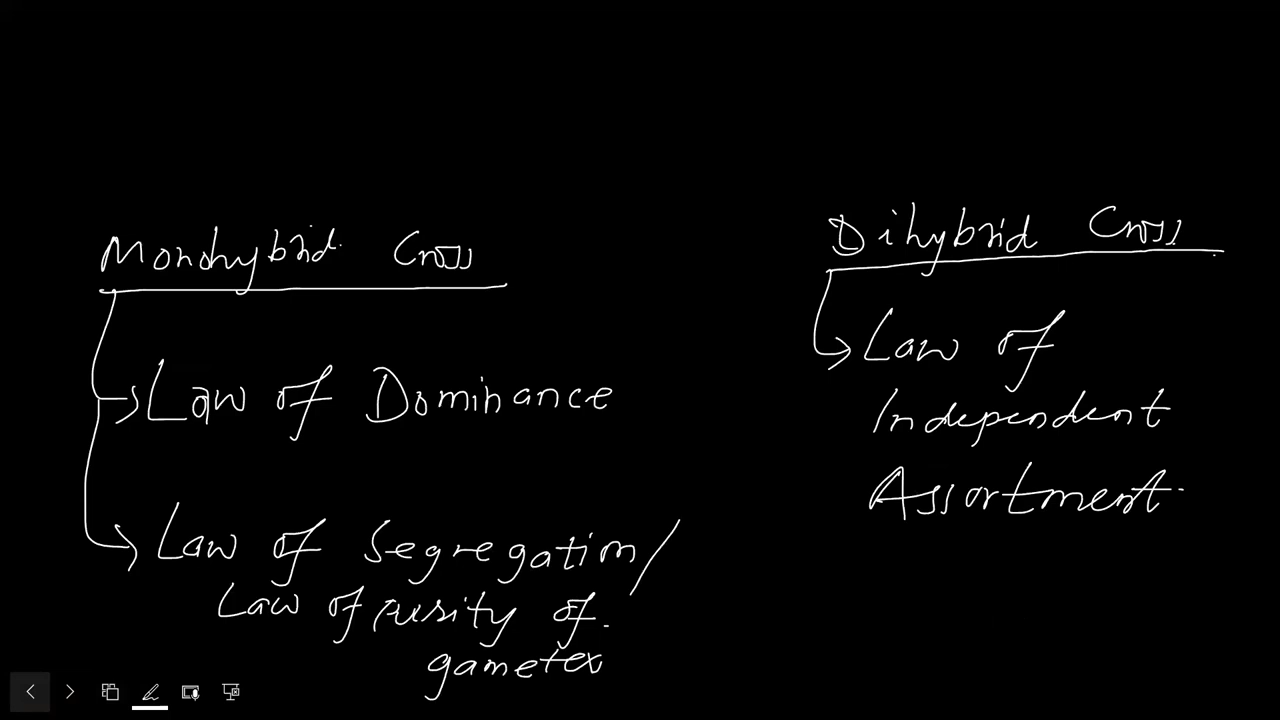 Monohybrid Cross
Law of Dominance
Law of Segregation/
Law of purity of
gametes
Dihybrid Cross
Law of
Independent
Assortment.